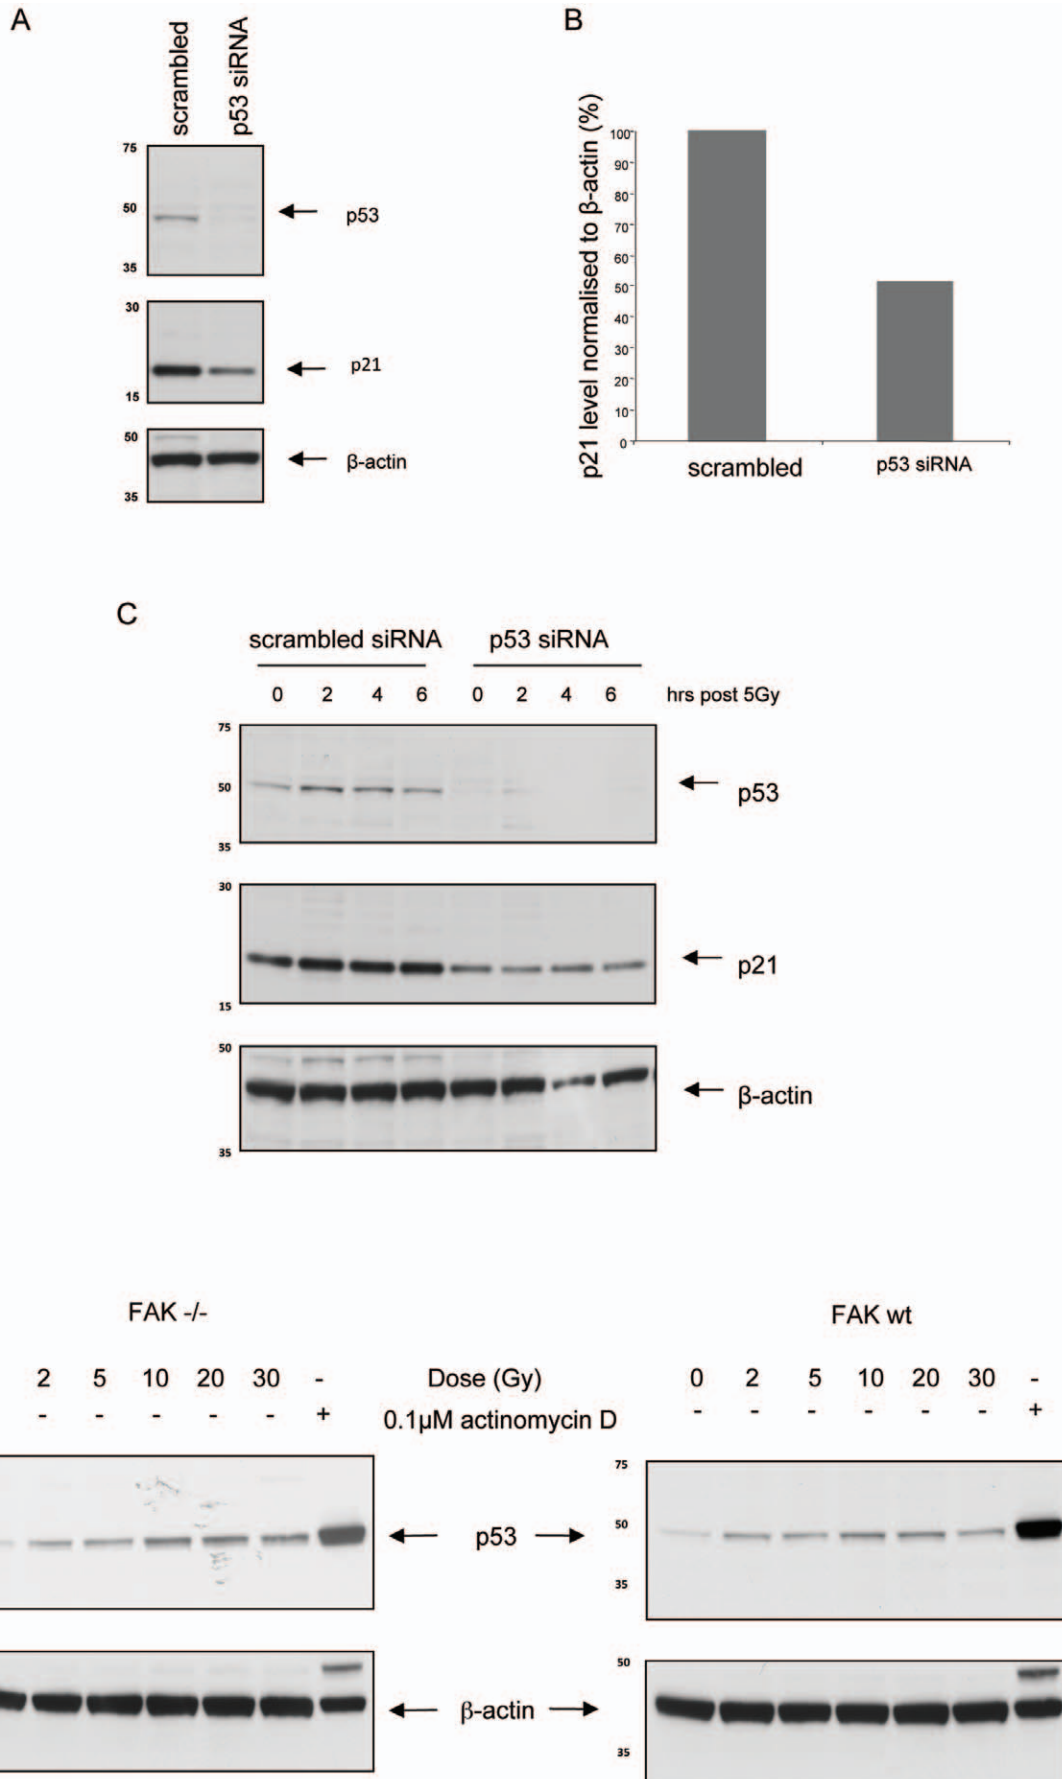 A
scrambled
p53 siRNA
75
50
35
p53
30
15
p21
50
35
β-actin
B
p21 level normalised to β-actin (%)
100
90
80
70
60
50
40
30
20
10
0
scrambled
p53 siRNA
C
scrambled siRNA p53 siRNA
0 2 4 6 0 2 4 6 hrs post 5Gy
75
50
35
p53
30
15
p21
50
35
β-actin
FAK -/-
2 5 10 20 30 -
- - - - - +
Dose (Gy)
0.1µM actinomycin D
FAK wt
0 2 5 10 20 30 -
- - - - - - +
p53
75
50
35
β-actin
50
35